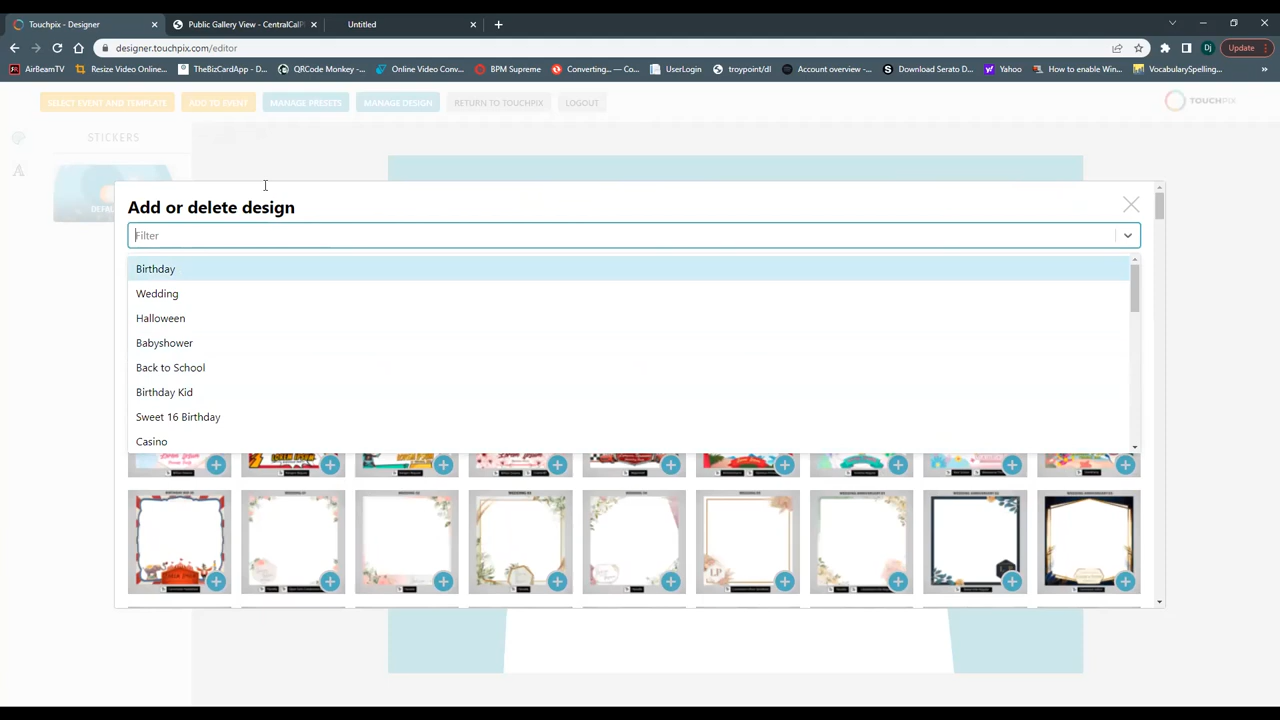 Touchpix - Designer
Public Gallery View - CentralCalP
Untitled
designer.touchpix.com/editor
Dj
Update
AirBeamTV
Resize Video Online...
TheBizCardApp - D...
QRCode Monkey -...
Online Video Conv...
BPM Supreme
Converting... — Co...
UserLogin
troypoint/dl
Account overview -...
Download Serato D...
Yahoo
How to enable Win...
VocabularySpelling...
SELECT EVENT AND TEMPLATE
ADD TO EVENT
MANAGE PRESETS
MANAGE DESIGN
RETURN TO TOUCHPIX
LOGOUT
TOUCHPIX
STICKERS
Add or delete design
Filter
Birthday
Wedding
Halloween
Babyshower
Back to School
Birthday Kid
Sweet 16 Birthday
Casino